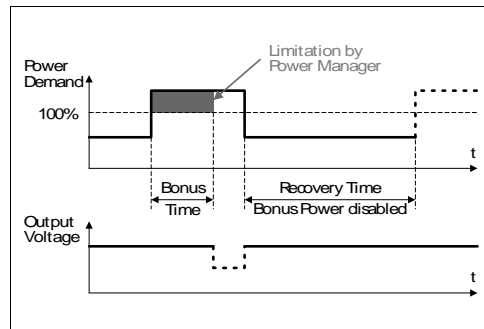 Limitation by
Power Manager
Power
Demand
100%
t
Bonus
Time
Recovery Time
Bonus Power disabled
Output
Voltage
t